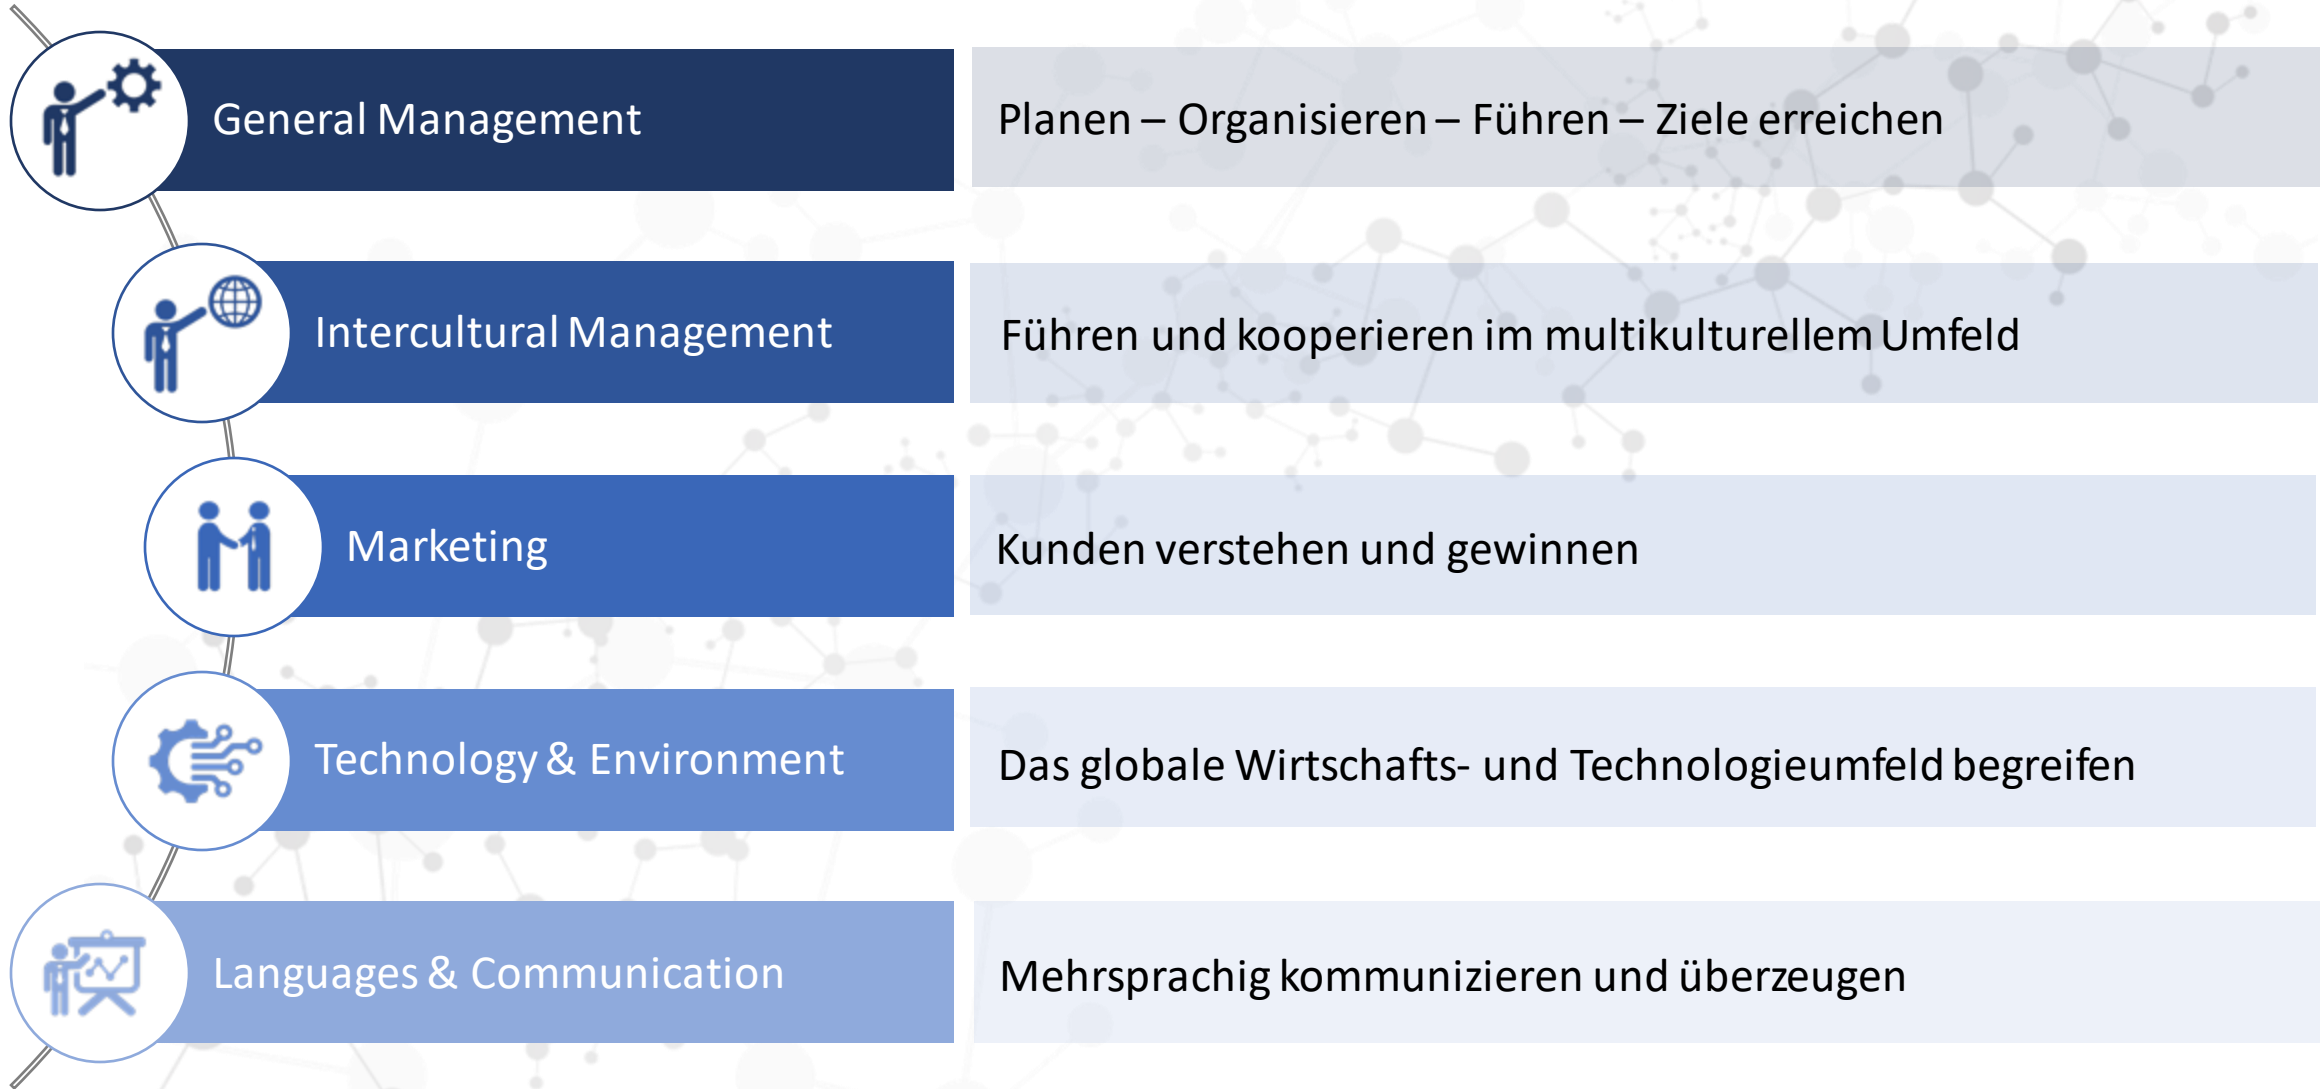 General Management
Planen – Organisieren – Führen – Ziele erreichen
Intercultural Management
Führen und kooperieren im multikulturellem Umfeld
Marketing
Kunden verstehen und gewinnen
Technology & Environment
Das globale Wirtschafts- und Technologieumfeld begreifen
Languages & Communication
Mehrsprachig kommunizieren und überzeugen